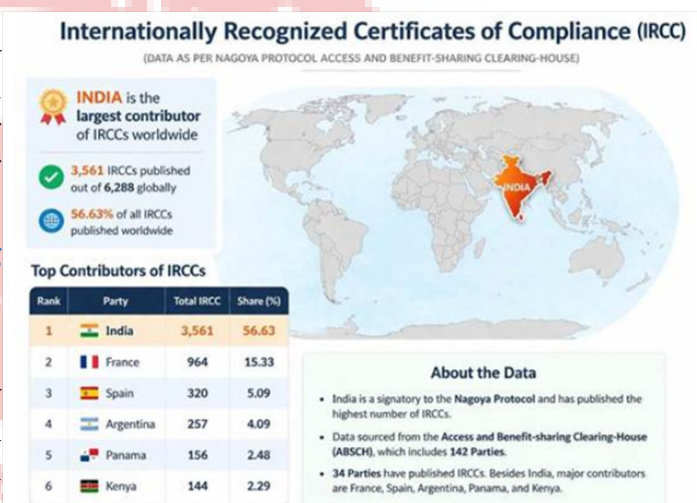 Internationally Recognized Certificates of Compliance (IRCC)
(DATA AS PER NAGOYA PROTOCOL ACCESS AND BENEFIT-SHARING CLEARING-HOUSE)
INDIA is the
largest contributor
of IRCCs worldwide
3,561 IRCCs published
out of 6,288 globally
56.63% of all IRCCs
published worldwide
INDIA
Top Contributors of IRCCs
Rank Party Total IRCC Share (%)
1 India 3,561 56.63
2 France 964 15.33
3 Spain 320 5.09
4 Argentina 257 4.09
5 Panama 156 2.48
6 Kenya 144 2.29
About the Data
• India is a signatory to the Nagoya Protocol and has published the
highest number of IRCCs.
• Data sourced from the Access and Benefit-sharing Clearing-House
(ABSCH), which includes 142 Parties.
• 34 Parties have published IRCCs. Besides India, major contributors
are France, Spain, Argentina, Panama, and Kenya.